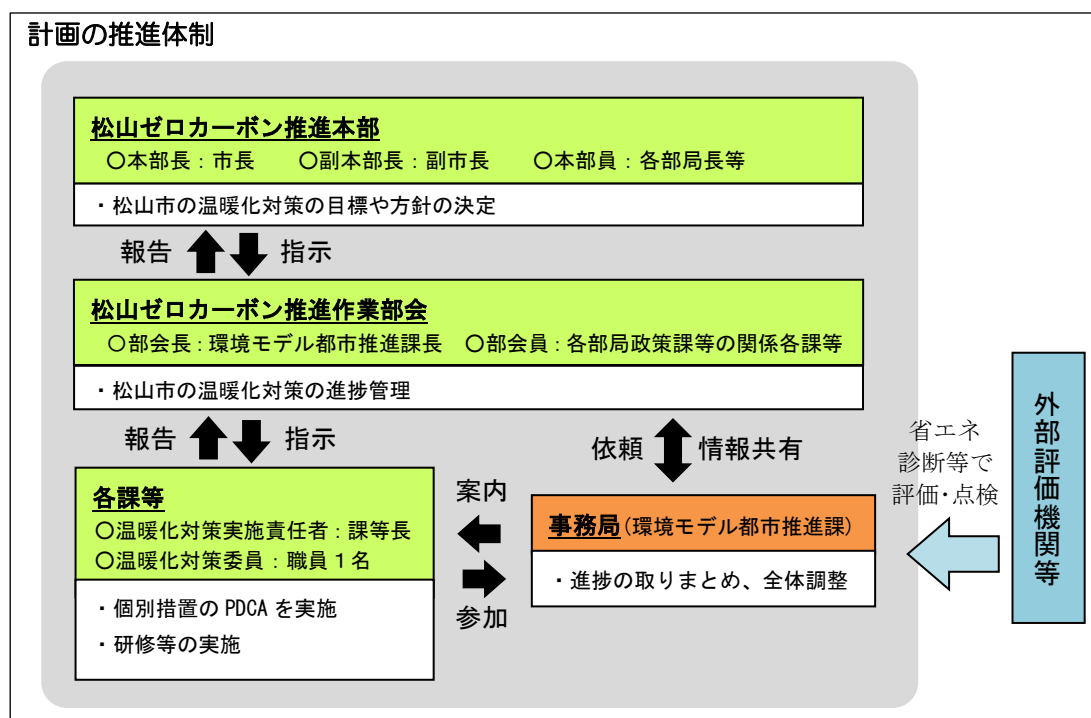 計画の推進体制
松山ゼロカーボン推進本部
〇本部長：市長　〇副本部長：副市長　〇本部員：各部局長等
・松山市の温暖化対策の目標や方針の決定
報告　指示
松山ゼロカーボン推進作業部会
〇部会長：環境モデル都市推進課長　〇部会員：各部局政策課等の関係各課等
・松山市の温暖化対策の進捗管理
報告　指示
依頼　情報共有
各課等
〇温暖化対策実施責任者：課等長
〇温暖化対策委員：職員１名
・個別措置の PDCA を実施
・研修等の実施
案内
参加
事務局(環境モデル都市推進課)
・進捗の取りまとめ、全体調整
省エネ
診断等で
評価・点検
外部評価機関等